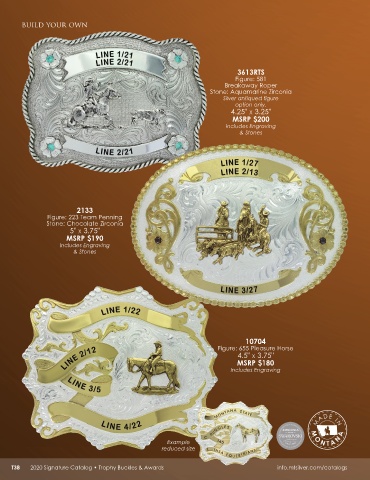 BUILD YOUR OWN
LINE 1/21
LINE 2/21
LINE 2/21
3613RTS
Figure: 581
Breakaway Roper
Stone: Aquamarine Zirconia
Silver antiqued figure
option only.
4.25" x 3.25"
MSRP $200
Includes Engraving
& Stones
LINE 1/27
LINE 2/13
LINE 3/27
2133
Figure: 223 Team Penning
Stone: Chocolate Zirconia
5" x 3.75"
MSRP $190
Includes Engraving
& Stones
LINE 1/22
LINE 2/12
LINE 3/5
LINE 4/22
10704
Figure: 655 Pleasure Horse
4.5" x 3.75"
MSRP $180
Includes Engraving
MONTANA STATE
Example
reduced size
MADE IN
MONTANA
138 2020 Signature Catalog • Trophy Buckles & Awards
info.mtsilver.com/catalogs